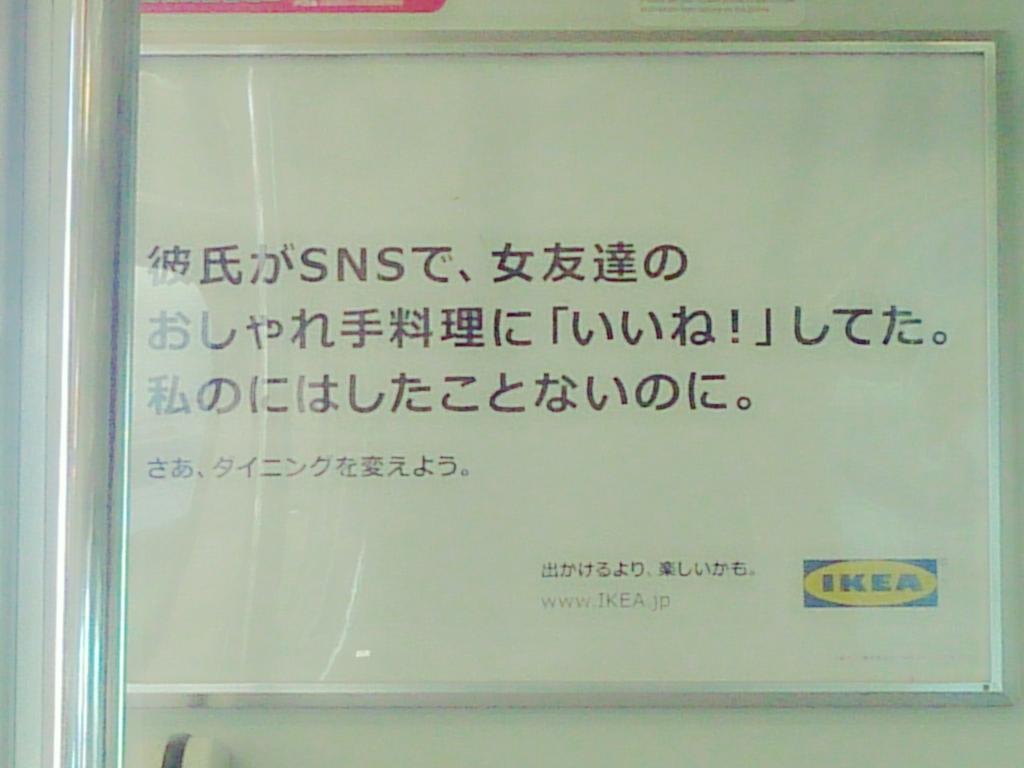 彼氏がSNSで、女友達の
おしゃれ手料理に「いいね!」してた。
私のにはしたことないのに。
さあ、ダイニングを変えよう。
出かけるより、楽しいかも。
www.IKEA.jp
IKEA